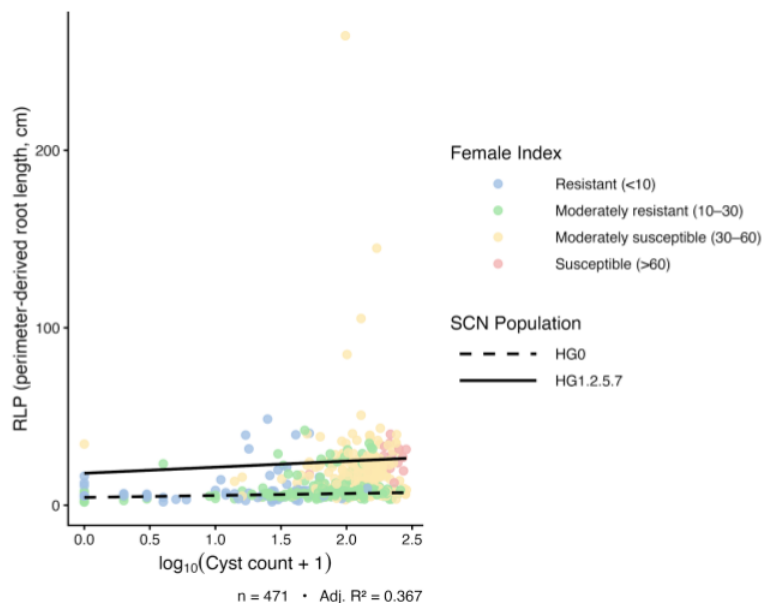 RLP (perimeter-derived root length, cm)
200
100
0
0.0 0.5 1.0 1.5 2.0 2.5
log₁₀(Cyst count + 1)
n = 471 • Adj. R² = 0.367
Female Index
Resistant (<10)
Moderately resistant (10–30)
Moderately susceptible (30–60)
Susceptible (>60)
SCN Population
HG0
HG1.2.5.7